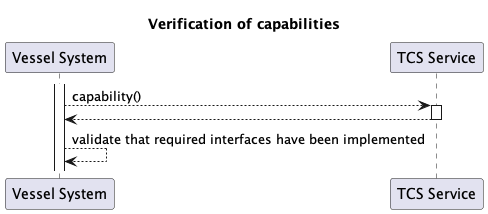 Verification of capabilities
Vessel System
TCS Service
capability()
validate that required interfaces have been implemented
Vessel System
TCS Service